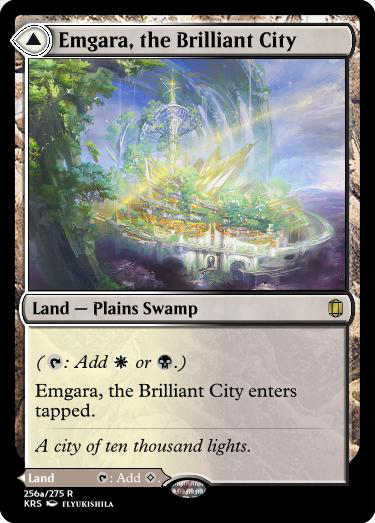 Emgara, the Brilliant City
Land — Plains Swamp
(: Add or .)
Emgara, the Brilliant City enters
tapped.
A city of ten thousand lights.
Land : Add .
256a/275 R
KRS FLYUKISHILA